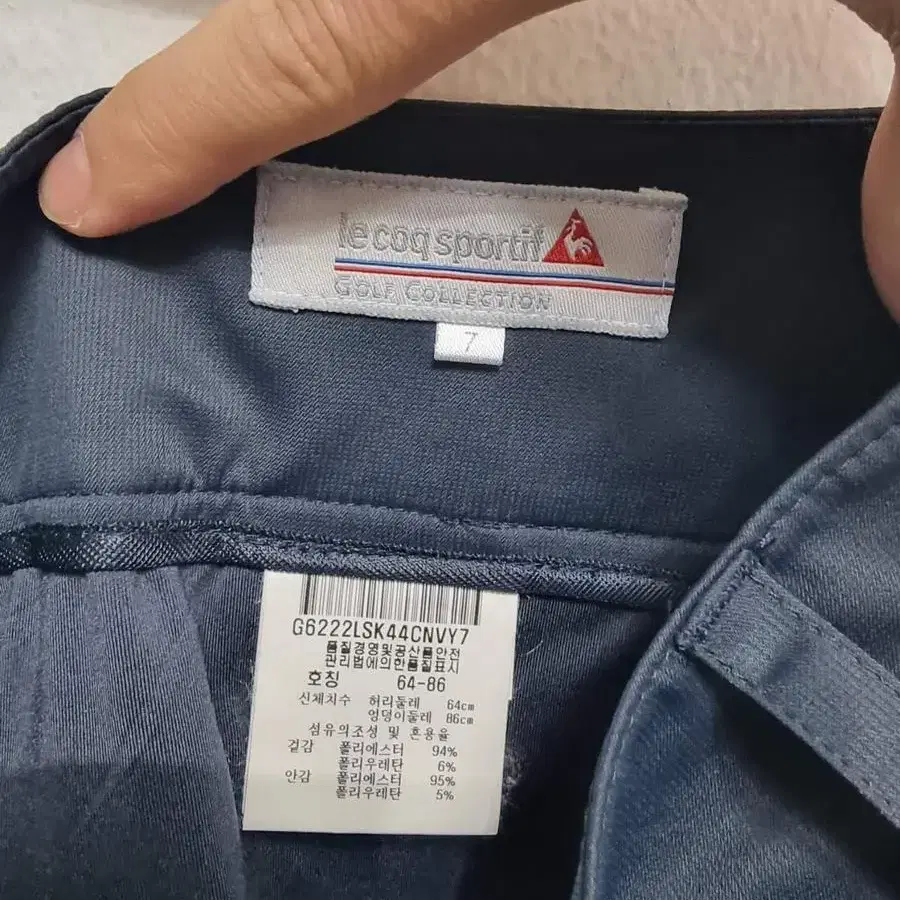 le coq sportif
GOLF COLLECTION
7
G6222LSK44CNVY7
품질경영및공산품안전
관리법에의한품질표시
호칭 64-86
신체치수 허리둘레 64cm
엉덩이둘레 86cm
섬유의조성 및 혼용율
겉감 폴리에스터 94%
폴리우레탄 6%
안감 폴리에스터 95%
폴리우레탄 5%